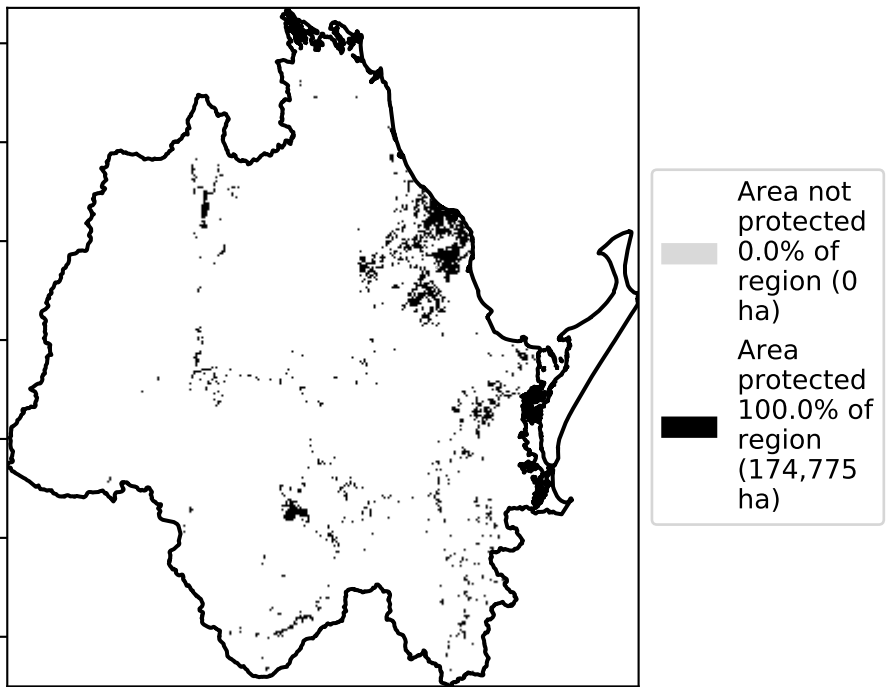 Area not
protected
0.0% of
region (0
ha)
Area
protected
100.0% of
region
(174,775
ha)